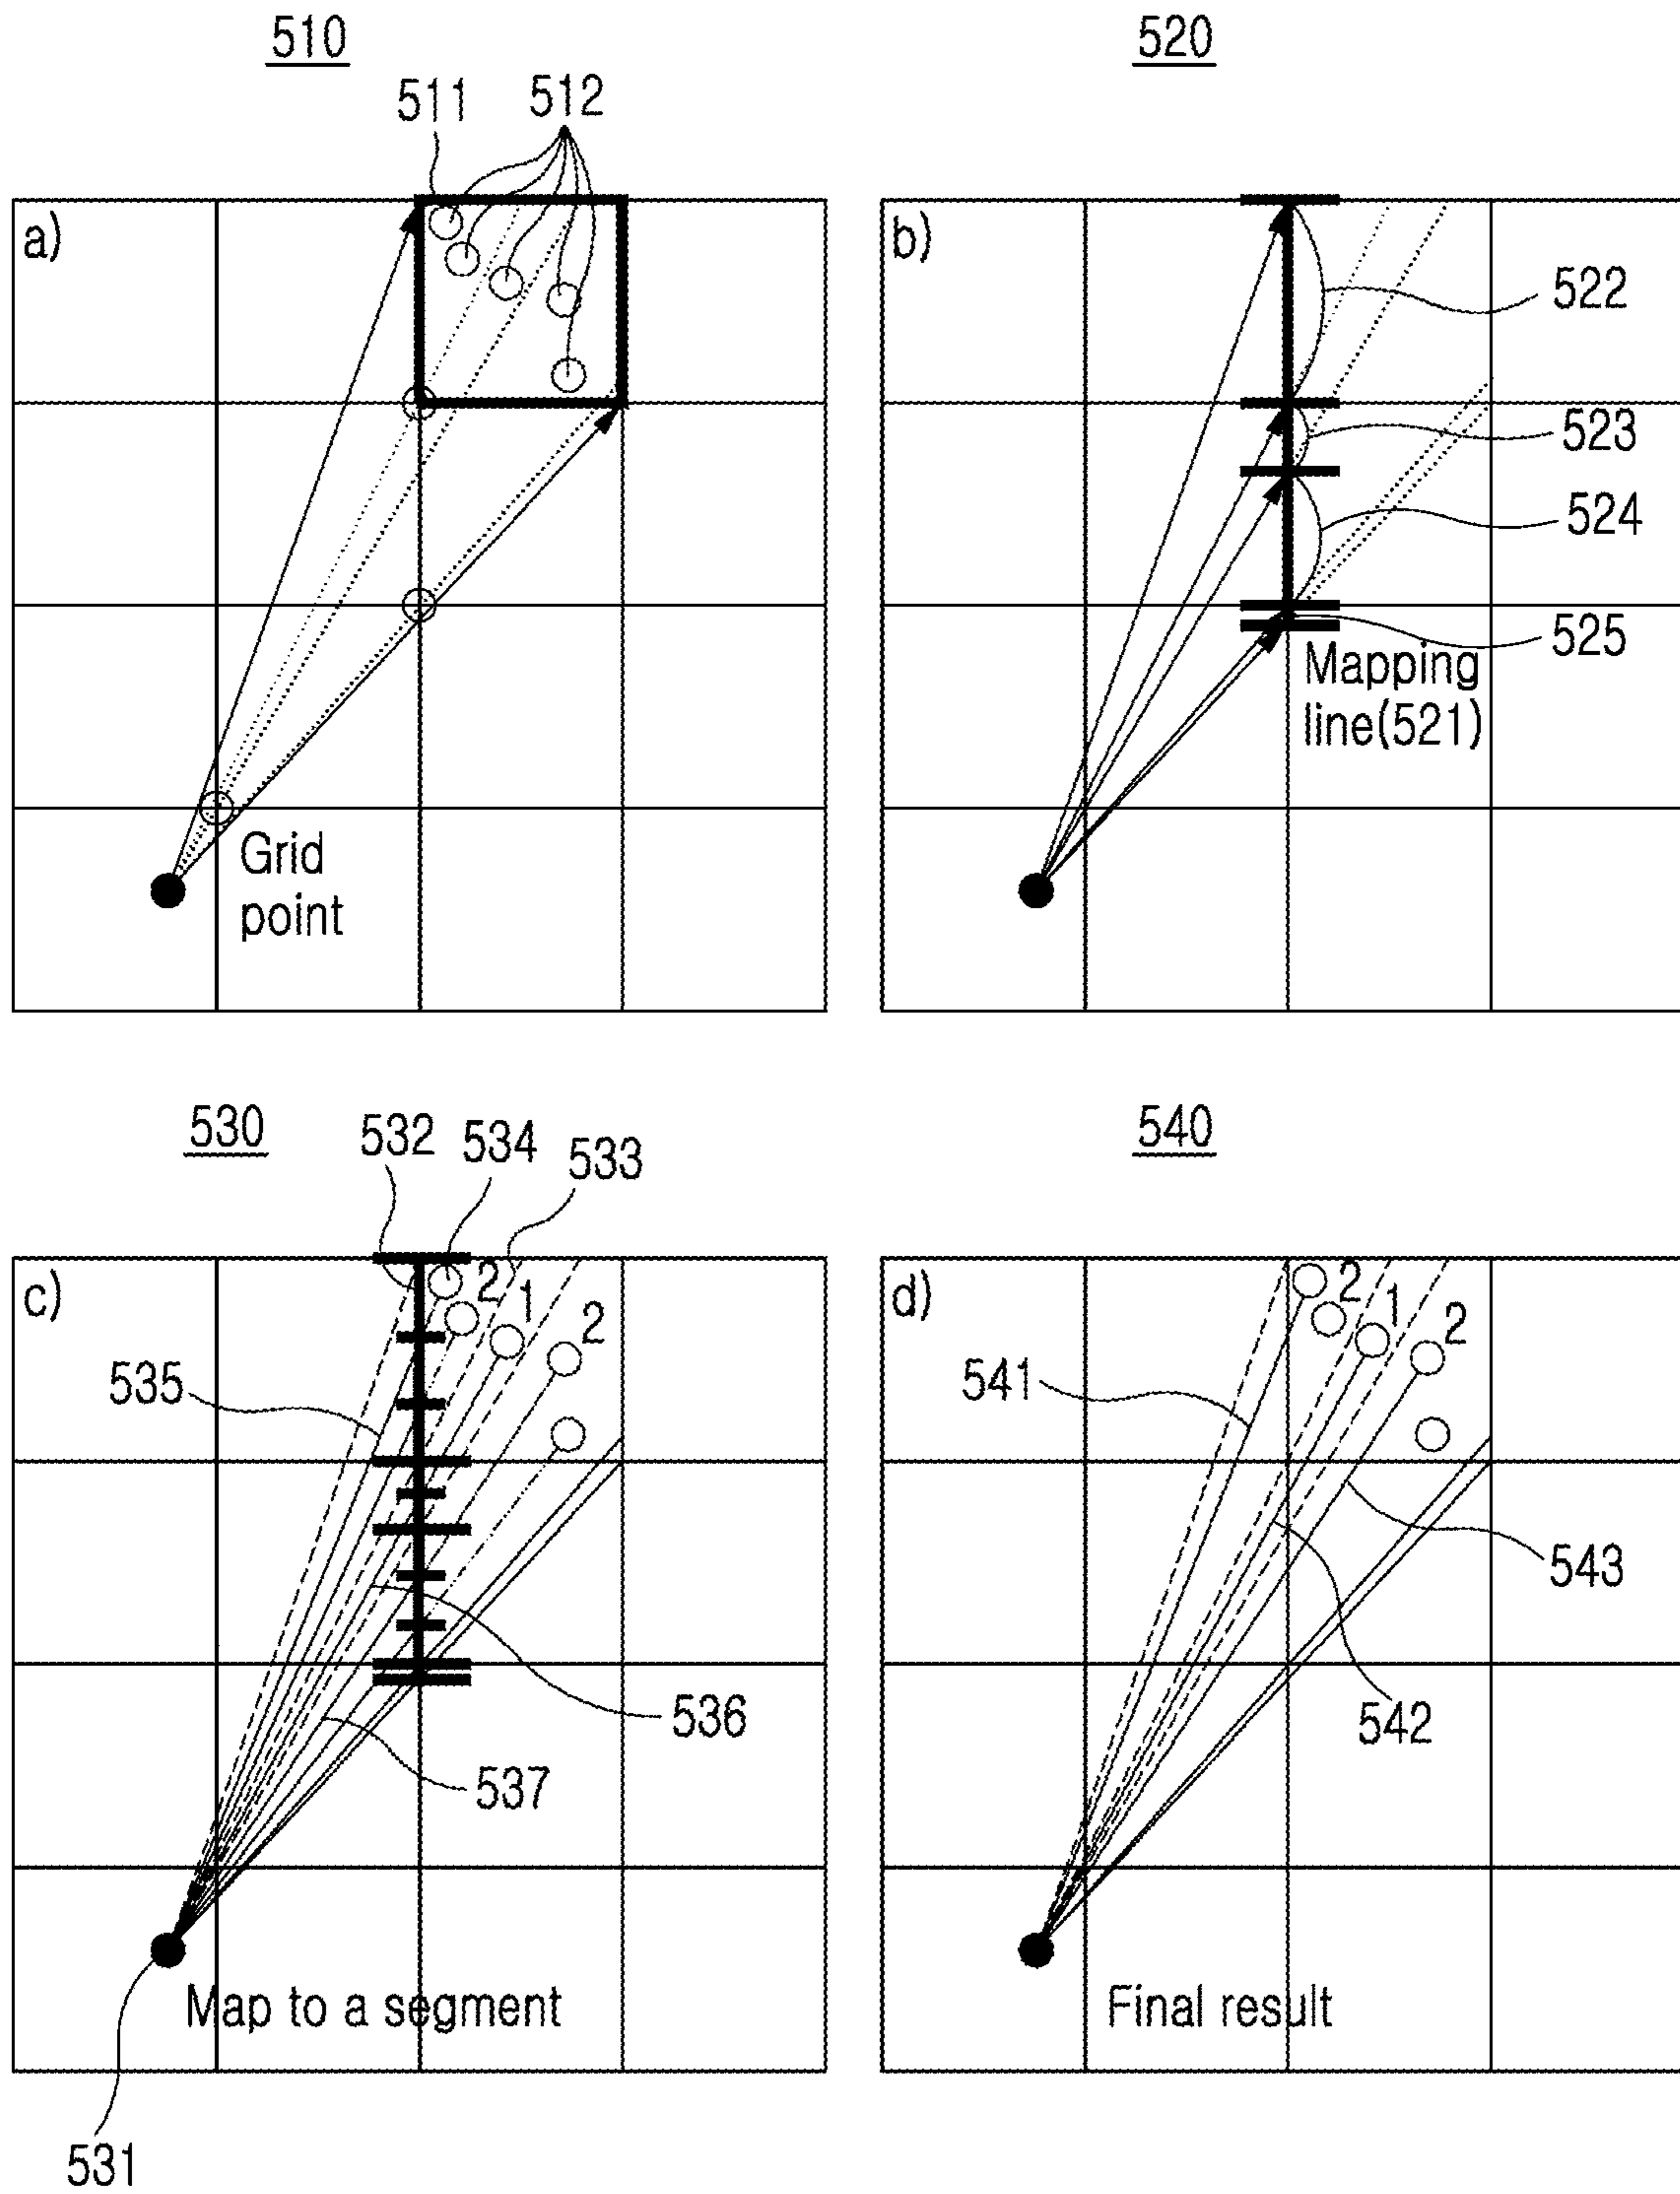 510
520
511
512
a)
b)
522
523
524
525
Mapping
line(521)
Grid
point
530
532
534
533
540
c)
2
1
2
d)
2
1
2
535
541
543
536
542
537
Map to a segment
Final result
531